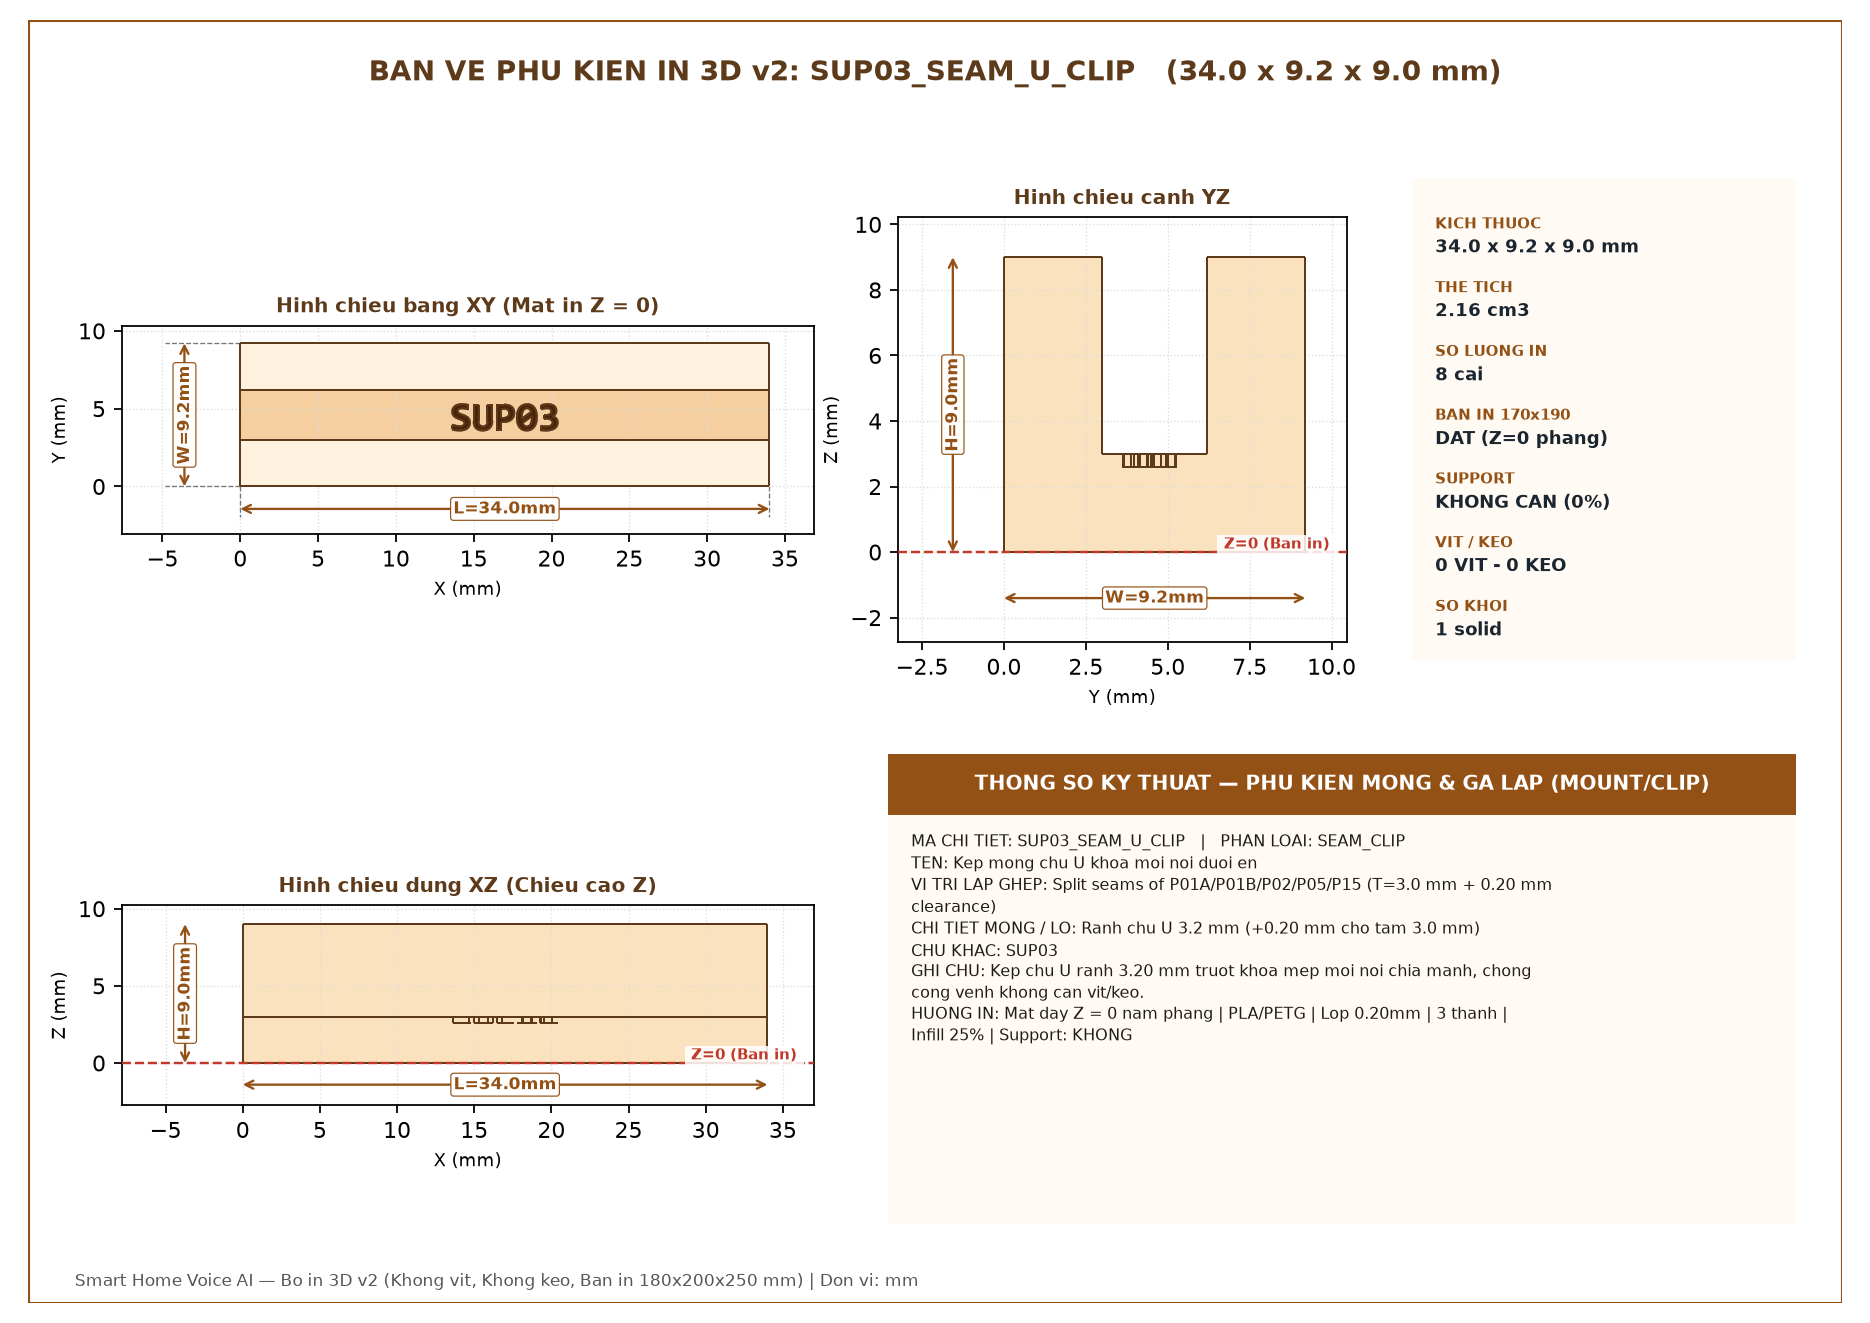 BAN VE PHU KIEN IN 3D v2: SUP03_SEAM_U_CLIP (34.0 x 9.2 x 9.0 mm)
Hinh chieu bang XY (Mat in Z = 0)
10
5
0
Y (mm)
W=9.2mm
SUP03
L=34.0mm
−5 0 5 10 15 20 25 30 35
X (mm)
Hinh chieu canh YZ
10
8
6
4
2
0
−2
Z (mm)
H=9.0mm
Z=0 (Ban in)
W=9.2mm
−2.5 0.0 2.5 5.0 7.5 10.0
Y (mm)
KICH THUOC
34.0 x 9.2 x 9.0 mm
THE TICH
2.16 cm3
SO LUONG IN
8 cai
BAN IN 170x190
DAT (Z=0 phang)
SUPPORT
KHONG CAN (0%)
VIT / KEO
0 VIT - 0 KEO
SO KHOI
1 solid
Hinh chieu dung XZ (Chieu cao Z)
10
5
0
Z (mm)
H=9.0mm
Z=0 (Ban in)
L=34.0mm
−5 0 5 10 15 20 25 30 35
X (mm)
THONG SO KY THUAT — PHU KIEN MONG & GA LAP (MOUNT/CLIP)
MA CHI TIET: SUP03_SEAM_U_CLIP | PHAN LOAI: SEAM_CLIP
TEN: Kep mong chu U khoa moi noi duoi en
VI TRI LAP GHEP: Split seams of P01A/P01B/P02/P05/P15 (T=3.0 mm + 0.20 mm
clearance)
CHI TIET MONG / LO: Ranh chu U 3.2 mm (+0.20 mm cho tam 3.0 mm)
CHU KHAC: SUP03
GHI CHU: Kep chu U ranh 3.20 mm truot khoa mep moi noi chia manh, chong
cong venh khong can vit/keo.
HUONG IN: Mat day Z = 0 nam phang | PLA/PETG | Lop 0.20mm | 3 thanh |
Infill 25% | Support: KHONG
Smart Home Voice AI — Bo in 3D v2 (Khong vit, Khong keo, Ban in 180x200x250 mm) | Don vi: mm